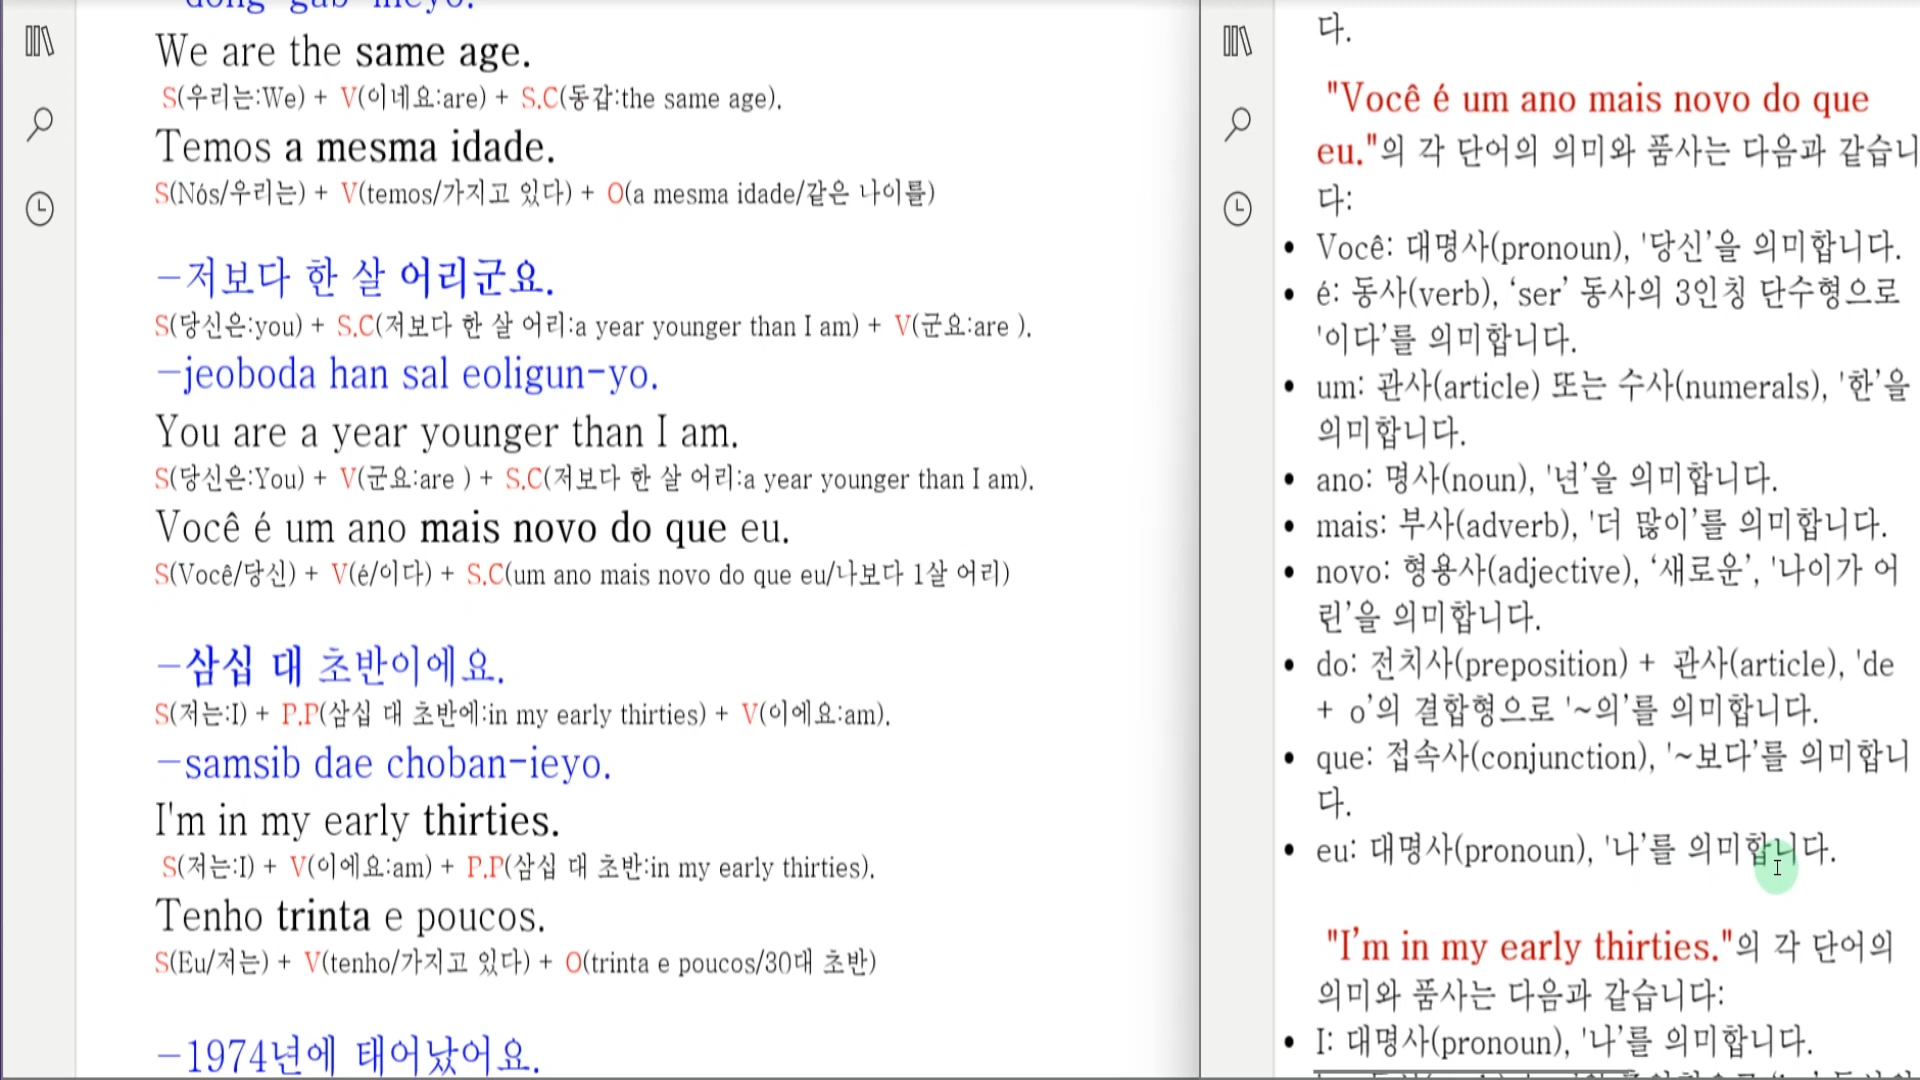 dong gab-ineyo.
We are the same age.
S(우리는:We) + V(이네요:are) + S.C(동갑:the same age).
Temos a mesma idade.
S(Nós/우리는) + V(temos/가지고 있다) + O(a mesma idade/같은 나이를)
–저보다 한 살 어리군요.
S(당신은:you) + S.C(저보다 한 살 어리:a year younger than I am) + V(군요:are ).
–jeoboda han sal eoligun-yo.
You are a year younger than I am.
S(당신은:You) + V(군요:are ) + S.C(저보다 한 살 어리:a year younger than I am).
Você é um ano mais novo do que eu.
S(Você/당신) + V(é/이다) + S.C(um ano mais novo do que eu/나보다 1살 어리)
–삼십 대 초반이에요.
S(저는:I) + P.P(삼십 대 초반에:in my early thirties) + V(이에요:am).
–samsib dae choban-ieyo.
I'm in my early thirties.
S(저는:I) + V(이에요:am) + P.P(삼십 대 초반:in my early thirties).
Tenho trinta e poucos.
S(Eu/저는) + V(tenho/가지고 있다) + O(trinta e poucos/30대 초반)
–1974년에 태어났어요.
다.
"Você é um ano mais novo do que
eu."의 각 단어의 의미와 품사는 다음과 같습니
다:
• Você: 대명사(pronoun), '당신’을 의미합니다.
• é: 동사(verb), ‘ser’ 동사의 3인칭 단수형으로
'이다’를 의미합니다.
• um: 관사(article) 또는 수사(numerals), '한’을
의미합니다.
• ano: 명사(noun), '년’을 의미합니다.
• mais: 부사(adverb), '더 많이’를 의미합니다.
• novo: 형용사(adjective), ‘새로운’, '나이가 어
린’을 의미합니다.
• do: 전치사(preposition) + 관사(article), 'de
+ o’의 결합형으로 '~의’를 의미합니다.
• que: 접속사(conjunction), '~보다’를 의미합니
다.
• eu: 대명사(pronoun), '나’를 의미합니다.
"I’m in my early thirties."의 각 단어의
의미와 품사는 다음과 같습니다:
• I: 대명사(pronoun), '나’를 의미합니다.